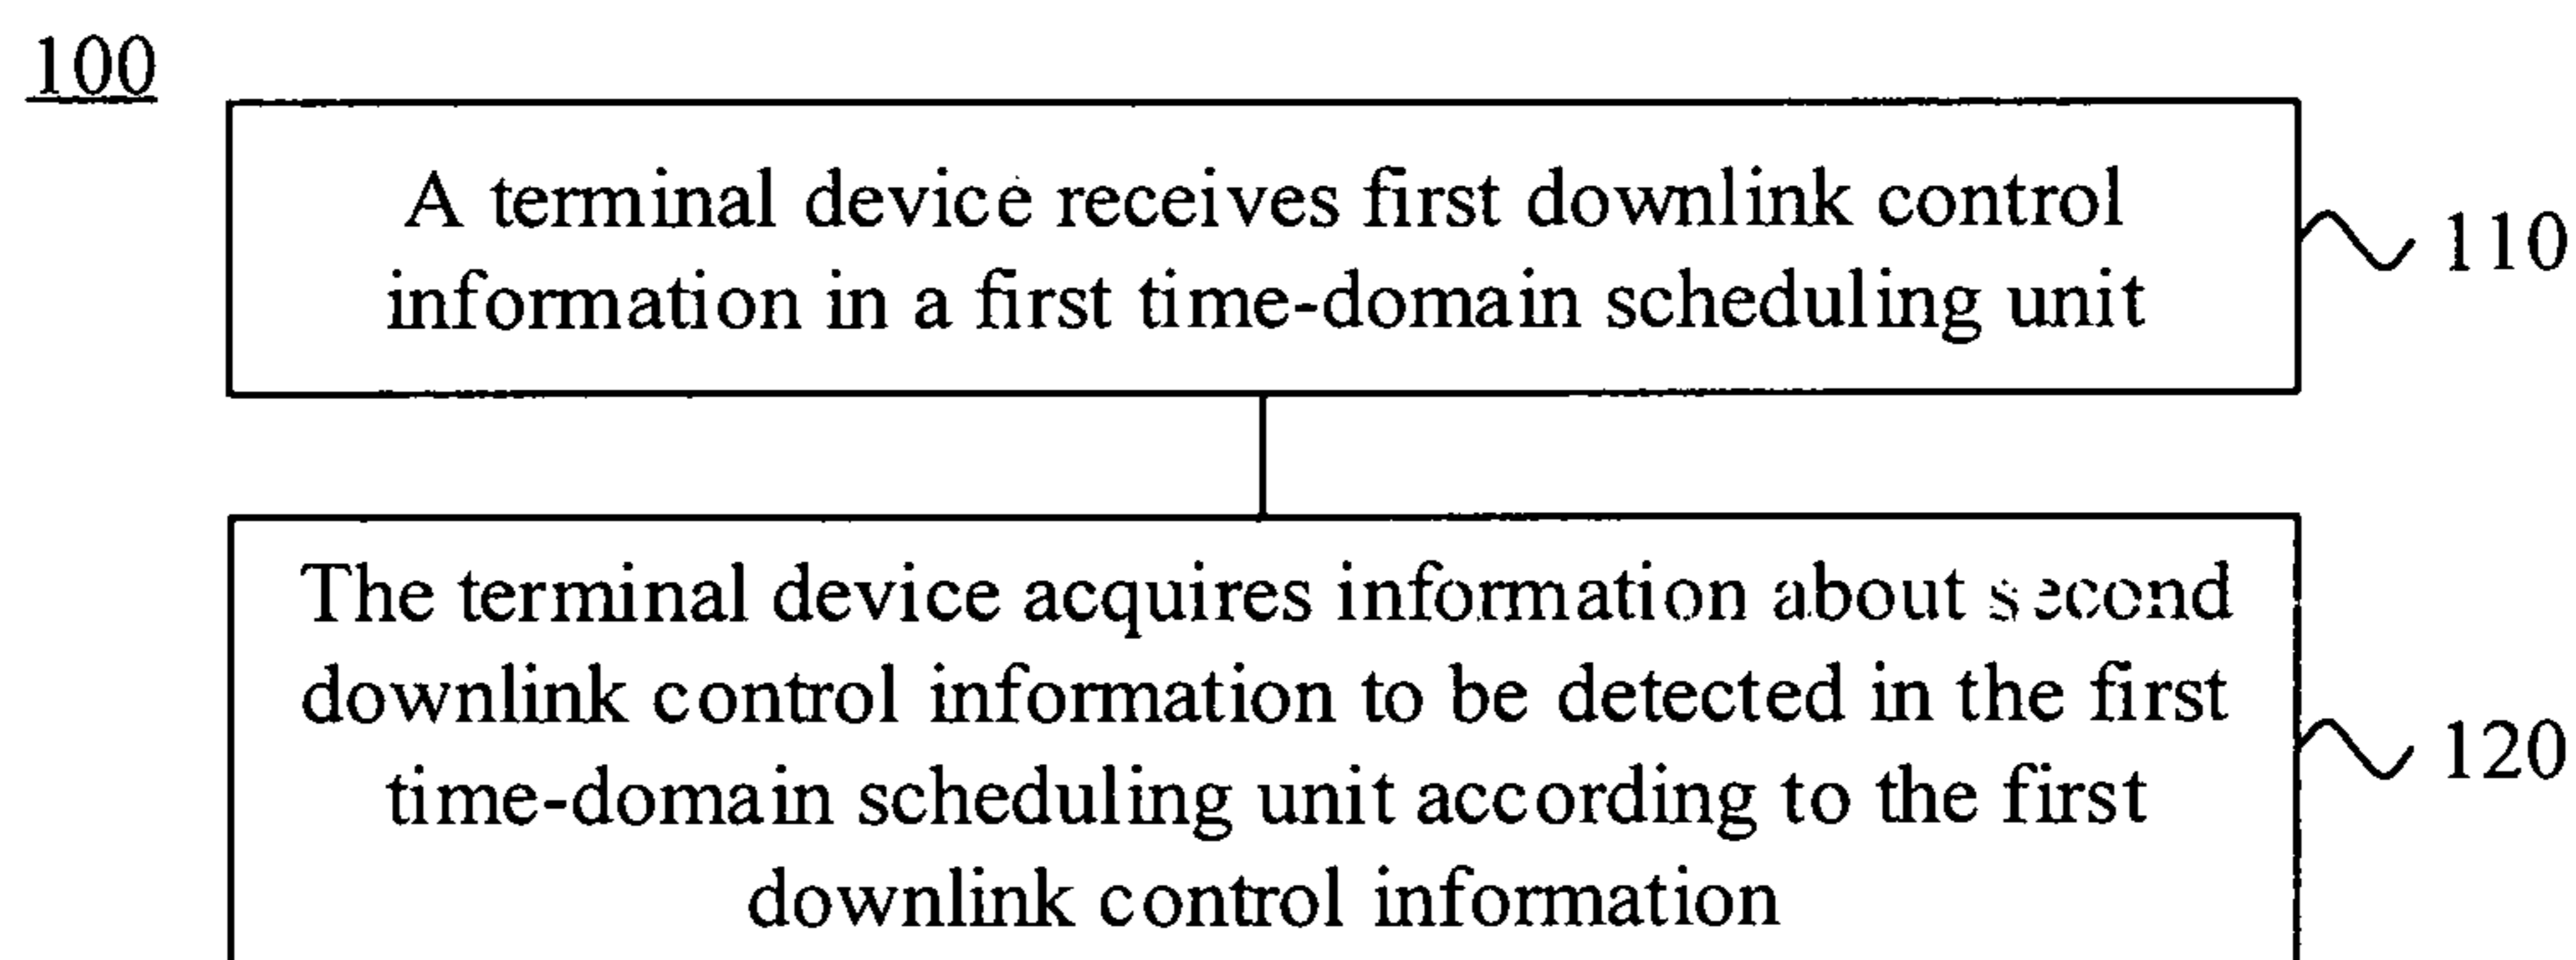 100
A terminal device receives first downlink control
information in a first time-domain scheduling unit
110
The terminal device acquires information about second
downlink control information to be detected in the first
time-domain scheduling unit according to the first
downlink control information
120